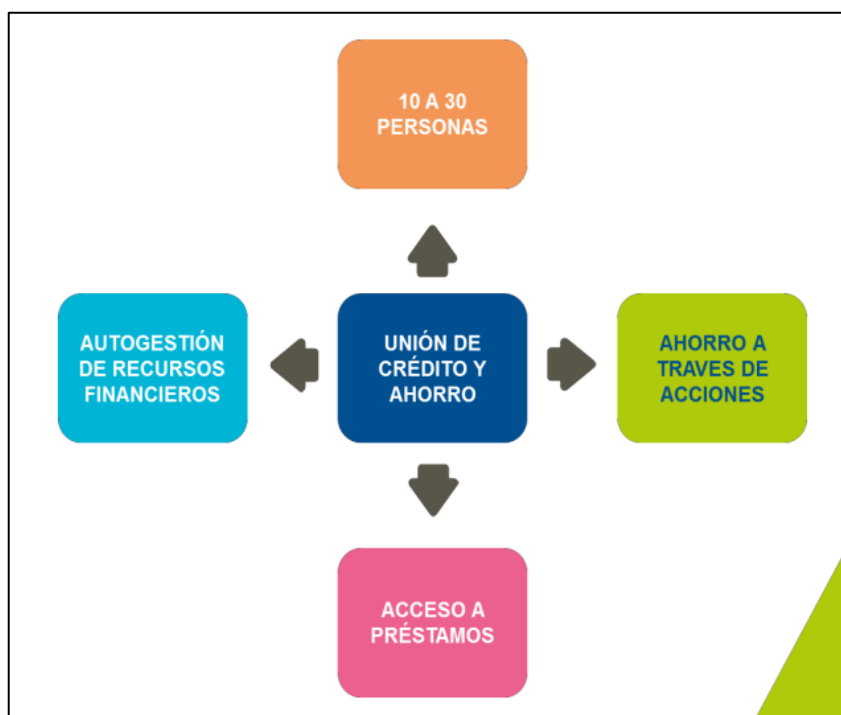 10 A 30
PERSONAS
AUTOGESTIÓN
DE RECURSOS
FINANCIEROS
UNIÓN DE
CRÉDITO Y
AHORRO
AHORRO A
TRAVES DE
ACCIONES
ACCESO A
PRÉSTAMOS